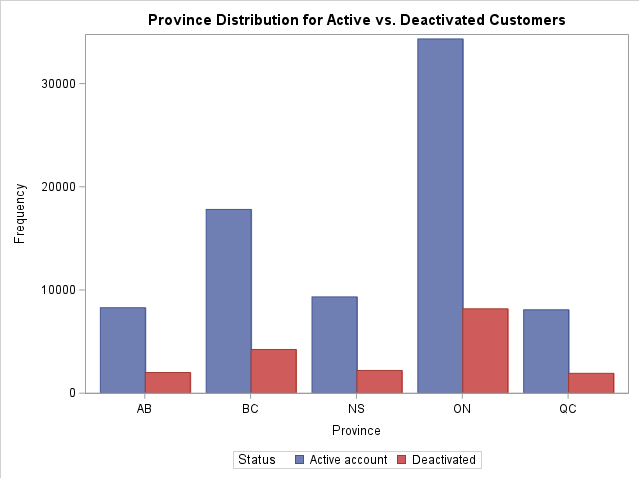 Province Distribution for Active vs. Deactivated Customers
30000
20000
10000
0
Frequency
AB BC NS ON QC
Province
Status Active account Deactivated